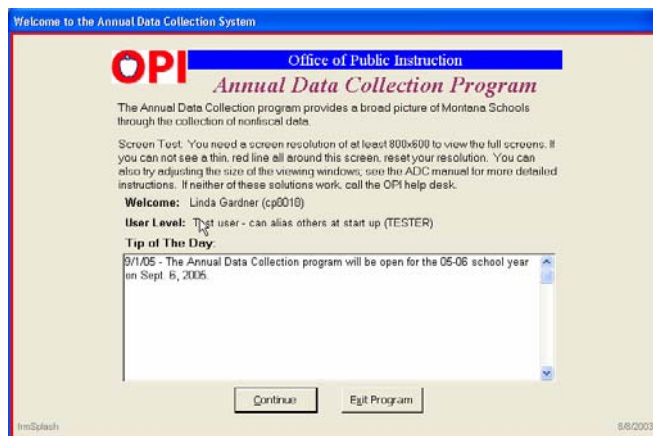 Welcome to the Annual Data Collection System
OPI
Office of Public Instruction
Annual Data Collection Program
The Annual Data Collection program provides a broad picture of Montana Schools
through the collection of nonfiscal data.
Screen Test: You need a screen resolution of at least 800x600 to view the full screens. If
you can not see a thin, red line all around this screen, reset your resolution. You can
also try adjusting the size of the viewing windows; see the ADC manual for more detailed
instructions. If neither of these solutions work, call the OPI help desk.
Welcome: Linda Gardner (cp8018)
User Level: Test user - can alias others at start up (TESTER)
Tip of The Day:
9/1/05 - The Annual Data Collection program will be open for the 05-06 school year
on Sept. 6, 2005.
Continue
Exit Program
frmSplash
8/8/2003